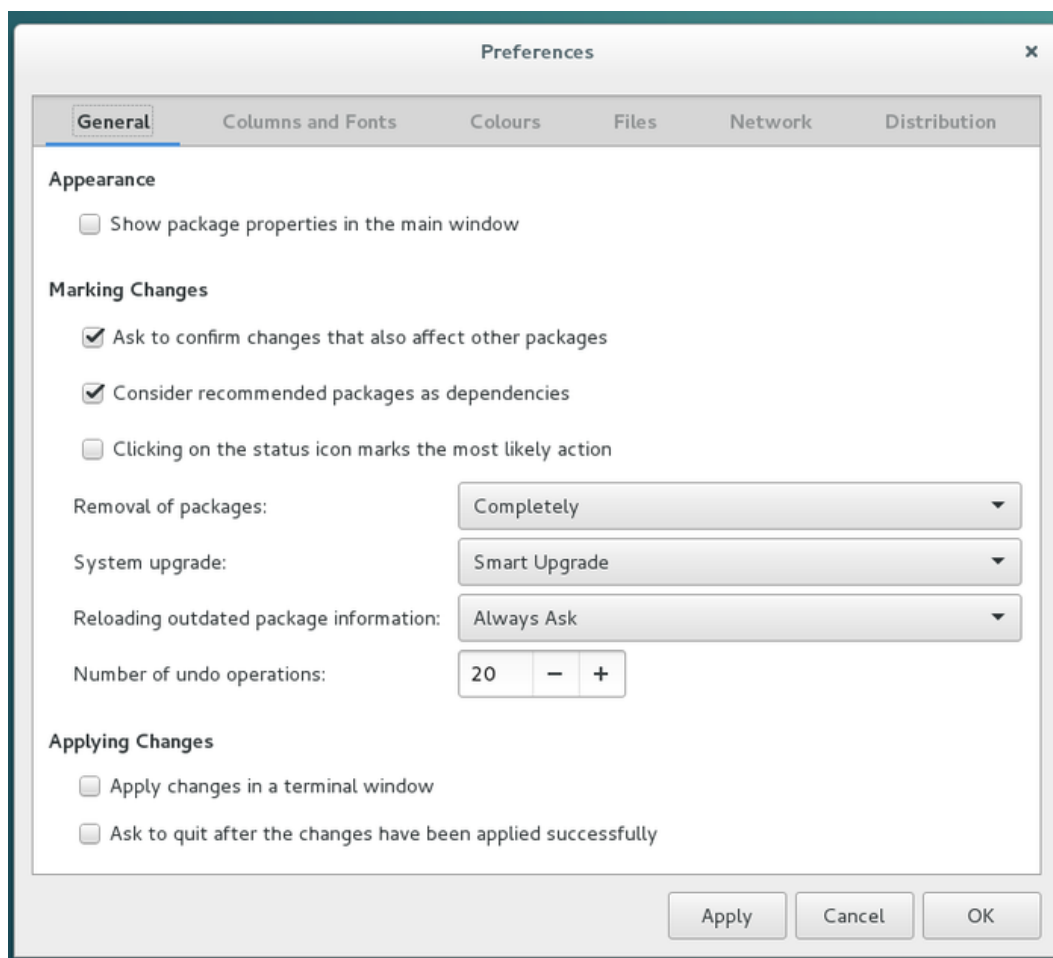 Preferences
General Columns and Fonts Colours Files Network Distribution
Appearance
Show package properties in the main window
Marking Changes
Ask to confirm changes that also affect other packages
Consider recommended packages as dependencies
Clicking on the status icon marks the most likely action
Removal of packages: Completely
System upgrade: Smart Upgrade
Reloading outdated package information: Always Ask
Number of undo operations: 20 − +
Applying Changes
Apply changes in a terminal window
Ask to quit after the changes have been applied successfully
Apply Cancel OK